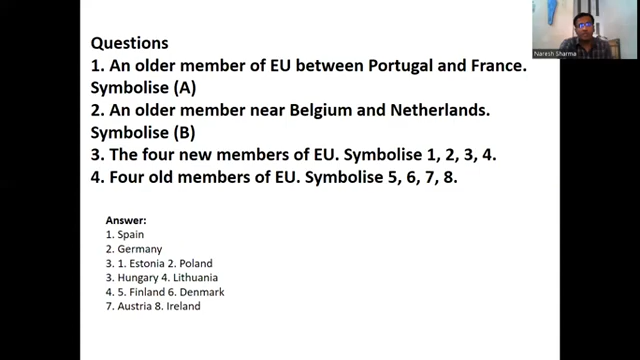 Questions
1. An older member of EU between Portugal and France.
Symbolise (A)
2. An older member near Belgium and Netherlands.
Symbolise (B)
3. The four new members of EU. Symbolise 1, 2, 3, 4.
4. Four old members of EU. Symbolise 5, 6, 7, 8.
Answer:
1. Spain
2. Germany
3. 1. Estonia 2. Poland
3. Hungary 4. Lithuania
4. 5. Finland 6. Denmark
7. Austria 8. Ireland
Naresh Sharma